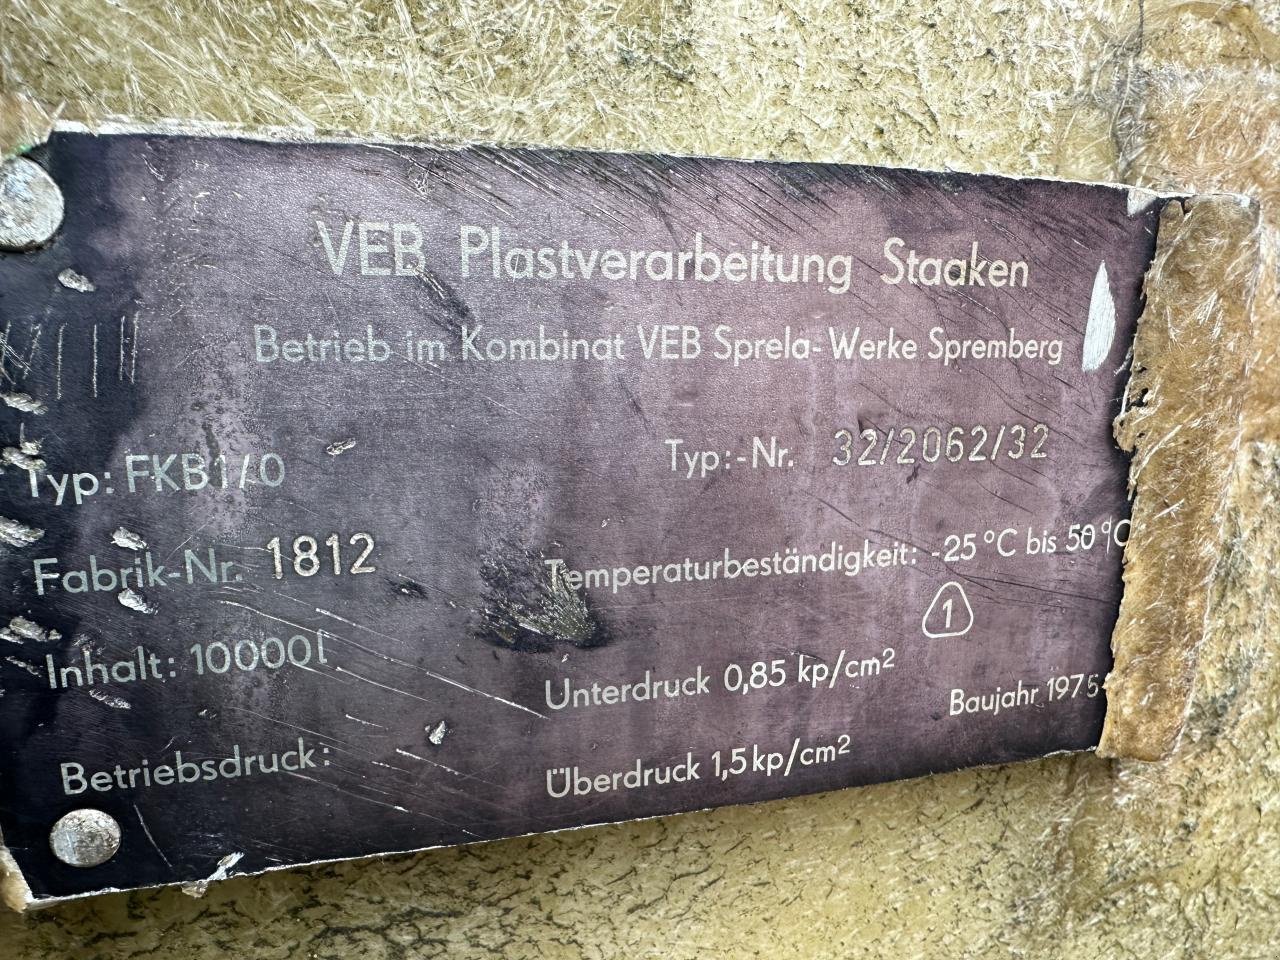 VEB Plastverarbeitung Staaken
Betrieb im Kombinat VEB Sprela-Werke Spremberg
Typ: FKB1/0
Typ:-Nr. 32/2062/32
Fabrik-Nr. 1812
Temperaturbeständigkeit: -25°C bis 50°C
1
Inhalt: 10000l
Unterdruck 0,85 kp/cm²
Baujahr 1975
Betriebsdruck:
Überdruck 1,5kp/cm²